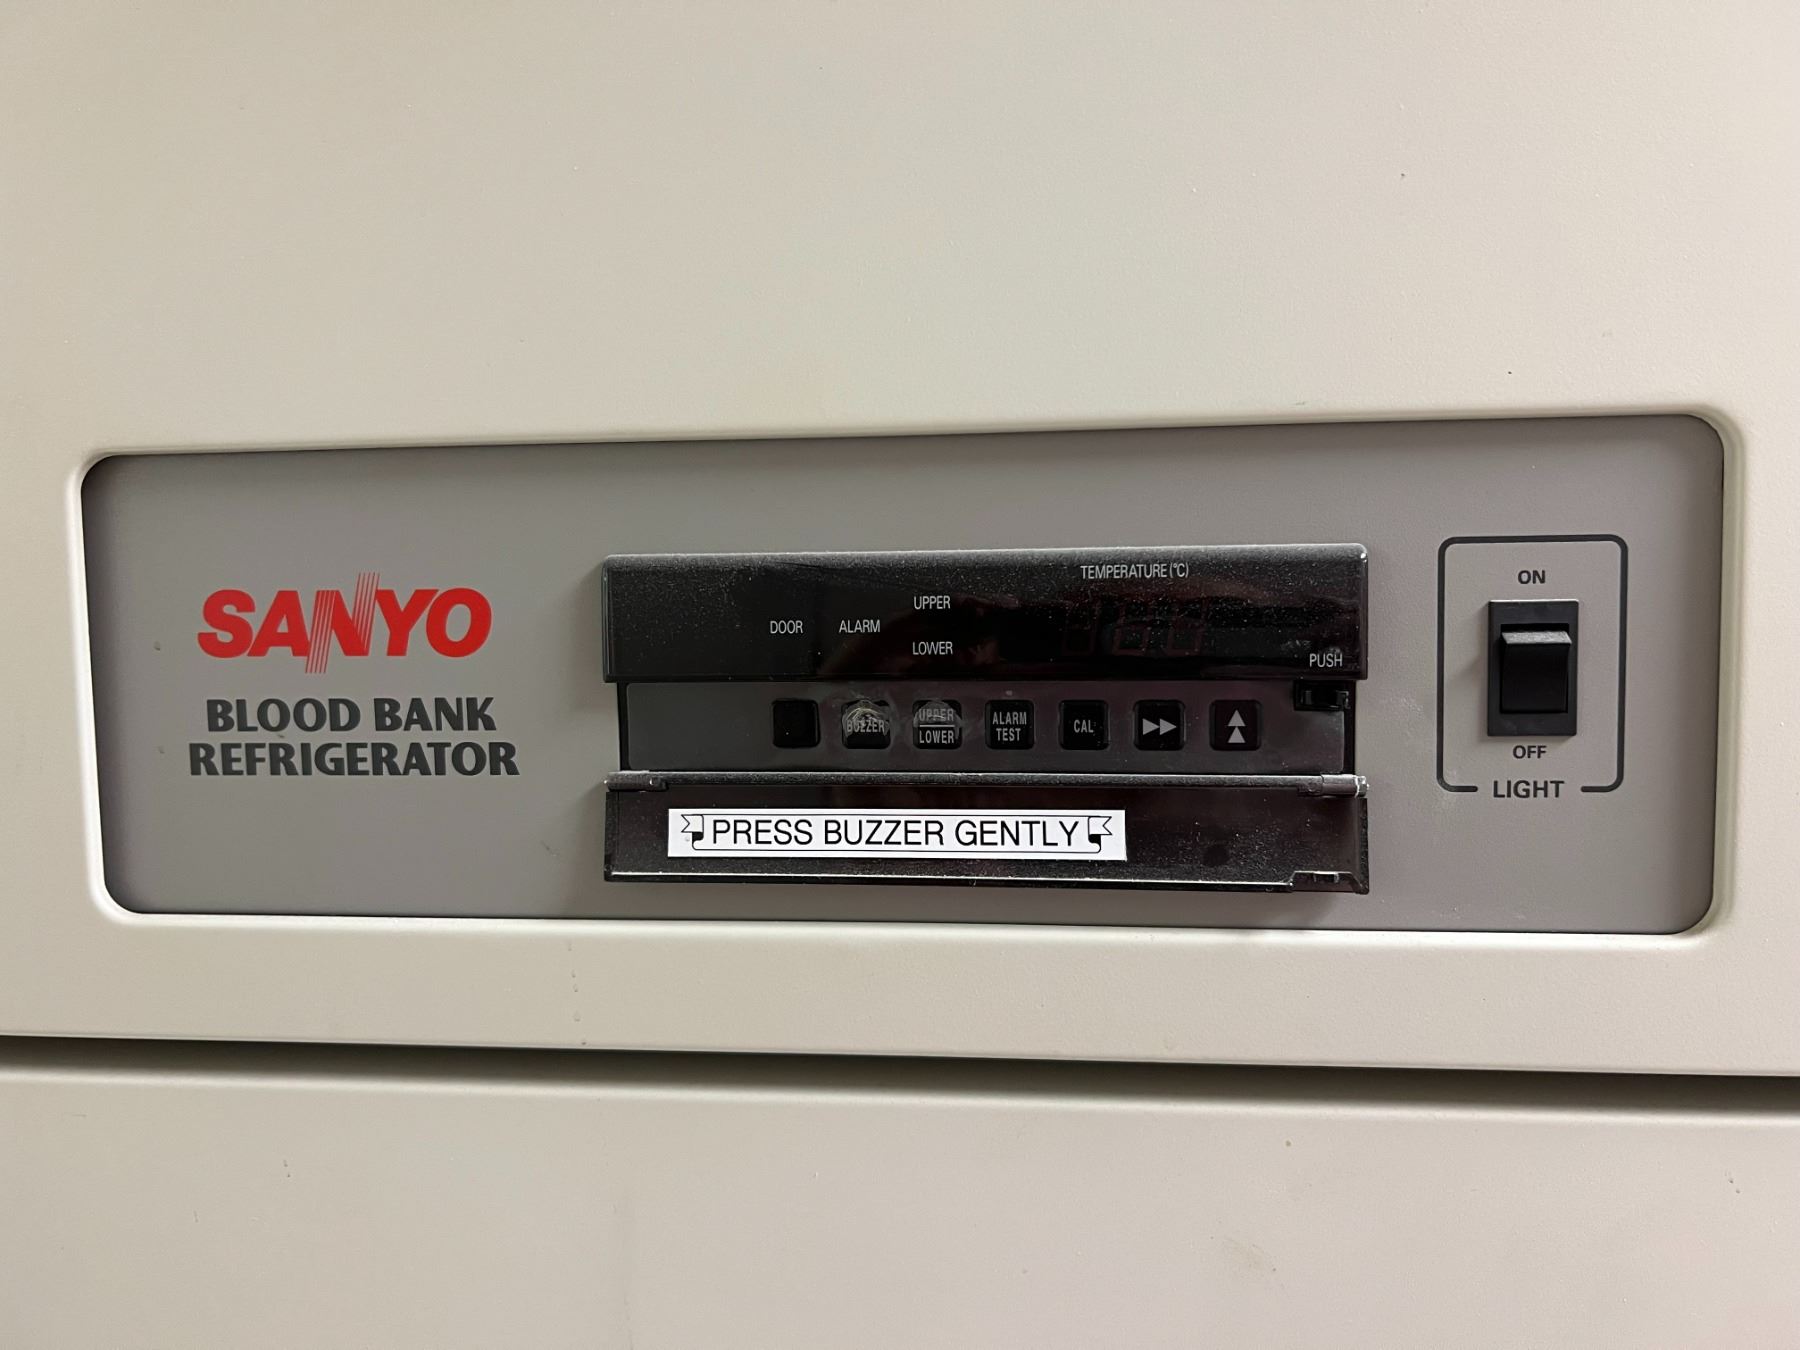 SANYO
BLOOD BANK
REFRIGERATOR
TEMPERATURE (°C)
UPPER
DOOR ALARM
LOWER
PUSH
BUZZER
UPPER
LOWER
ALARM
TEST
CAL
PRESS BUZZER GENTLY
ON
OFF
LIGHT